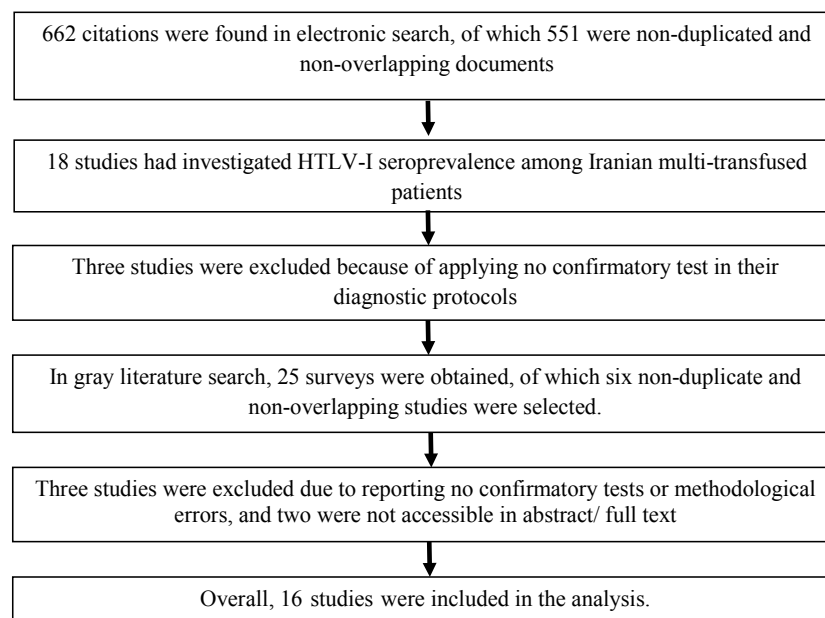 662 citations were found in electronic search, of which 551 were non-duplicated and
non-overlapping documents
18 studies had investigated HTLV-I seroprevalence among Iranian multi-transfused
patients
Three studies were excluded because of applying no confirmatory test in their
diagnostic protocols
In gray literature search, 25 surveys were obtained, of which six non-duplicate and
non-overlapping studies were selected.
Three studies were excluded due to reporting no confirmatory tests or methodological
errors, and two were not accessible in abstract/ full text
Overall, 16 studies were included in the analysis.